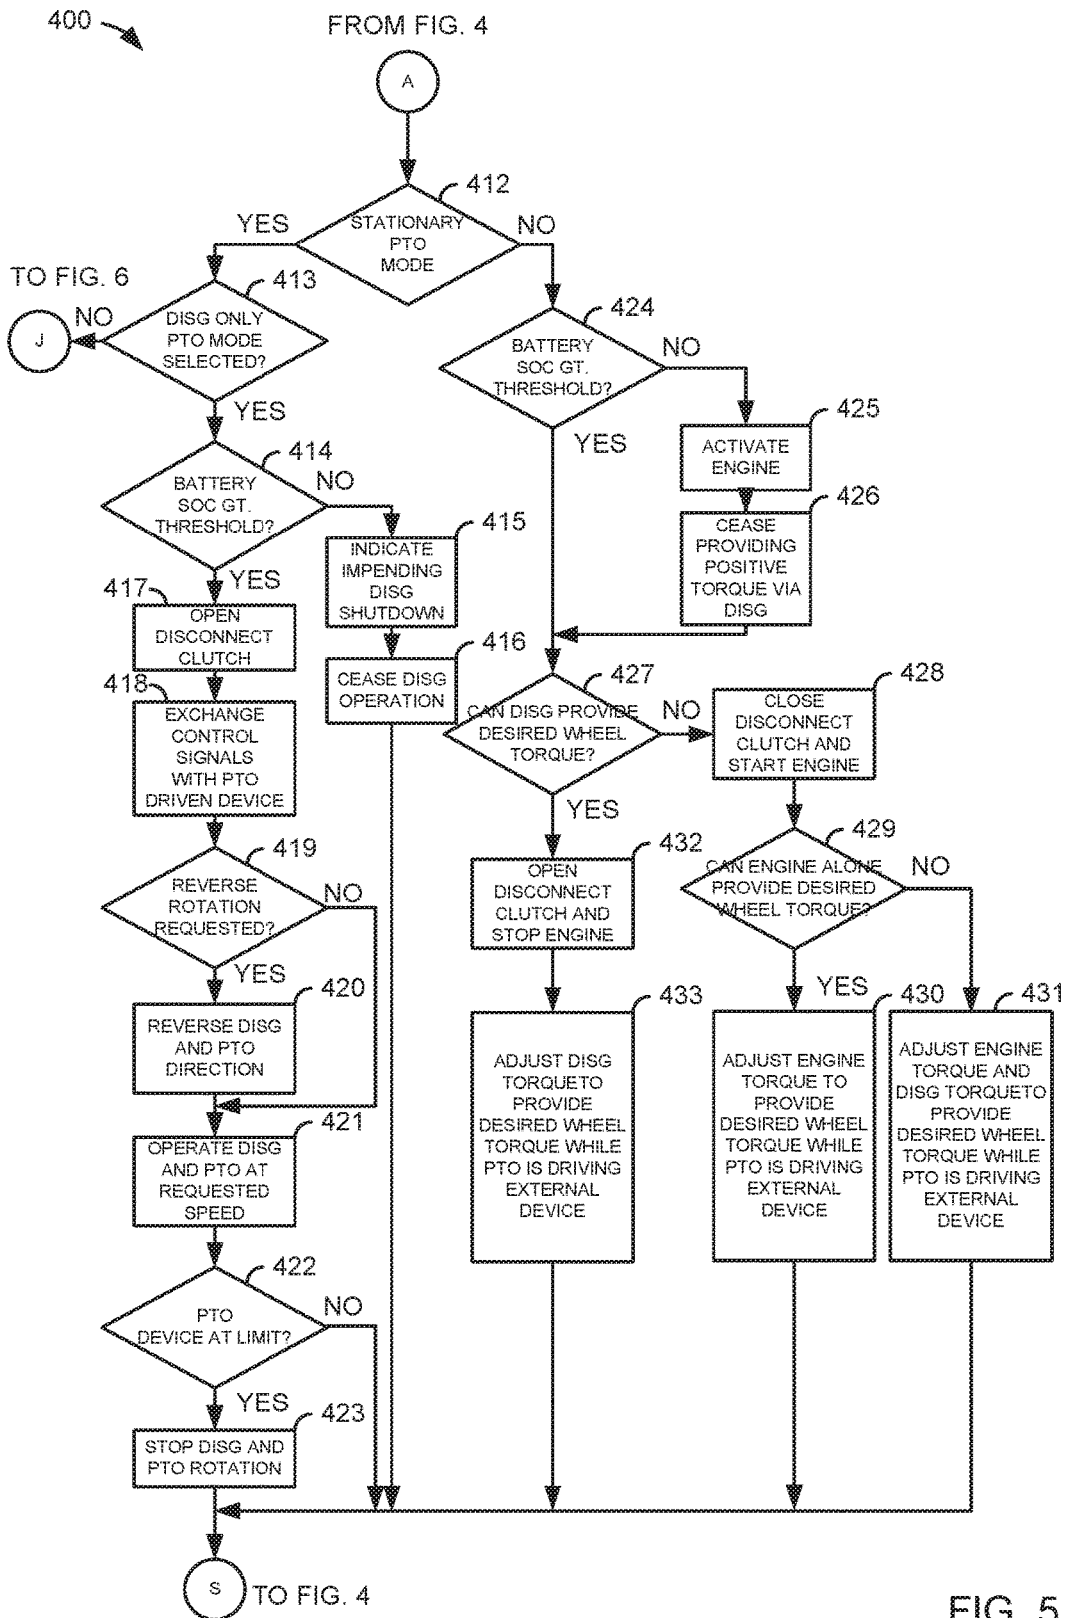 400
FROM FIG. 4
A
412
YES
STATIONARY
PTO
MODE
NO
TO FIG. 6
413
J
NO
DISG ONLY
PTO MODE
SELECTED?
YES
424
BATTERY
SOC GT.
THRESHOLD?
NO
YES
425
ACTIVATE
ENGINE
414
BATTERY
SOC GT.
THRESHOLD?
NO
YES
415
INDICATE
IMPENDING
DISG
SHUTDOWN
426
CEASE
PROVIDING
POSITIVE
TORQUE VIA
DISG
417
OPEN
DISCONNECT
CLUTCH
416
CEASE DISG
OPERATION
418
EXCHANGE
CONTROL
SIGNALS
WITH PTO
DRIVEN DEVICE
427
CAN DISG PROVIDE
DESIRED WHEEL
TORQUE?
NO
YES
428
CLOSE
DISCONNECT
CLUTCH AND
START ENGINE
419
REVERSE
ROTATION
REQUESTED?
NO
YES
432
OPEN
DISCONNECT
CLUTCH AND
STOP ENGINE
429
CAN ENGINE ALONE
PROVIDE DESIRED
WHEEL TORQUE?
NO
YES
420
REVERSE DISG
AND PTO
DIRECTION
433
ADJUST DISG
TORQUETO
PROVIDE
DESIRED WHEEL
TORQUE WHILE
PTO IS DRIVING
EXTERNAL
DEVICE
430
ADJUST ENGINE
TORQUE TO
PROVIDE
DESIRED WHEEL
TORQUE WHILE
PTO IS DRIVING
EXTERNAL
DEVICE
431
ADJUST ENGINE
TORQUE AND
DISG TORQUETO
PROVIDE
DESIRED WHEEL
TORQUE WHILE
PTO IS DRIVING
EXTERNAL
DEVICE
421
OPERATE DISG
AND PTO AT
REQUESTED
SPEED
422
PTO
DEVICE AT LIMIT?
NO
YES
423
STOP DISG AND
PTO ROTATION
S
TO FIG. 4
FIG. 5